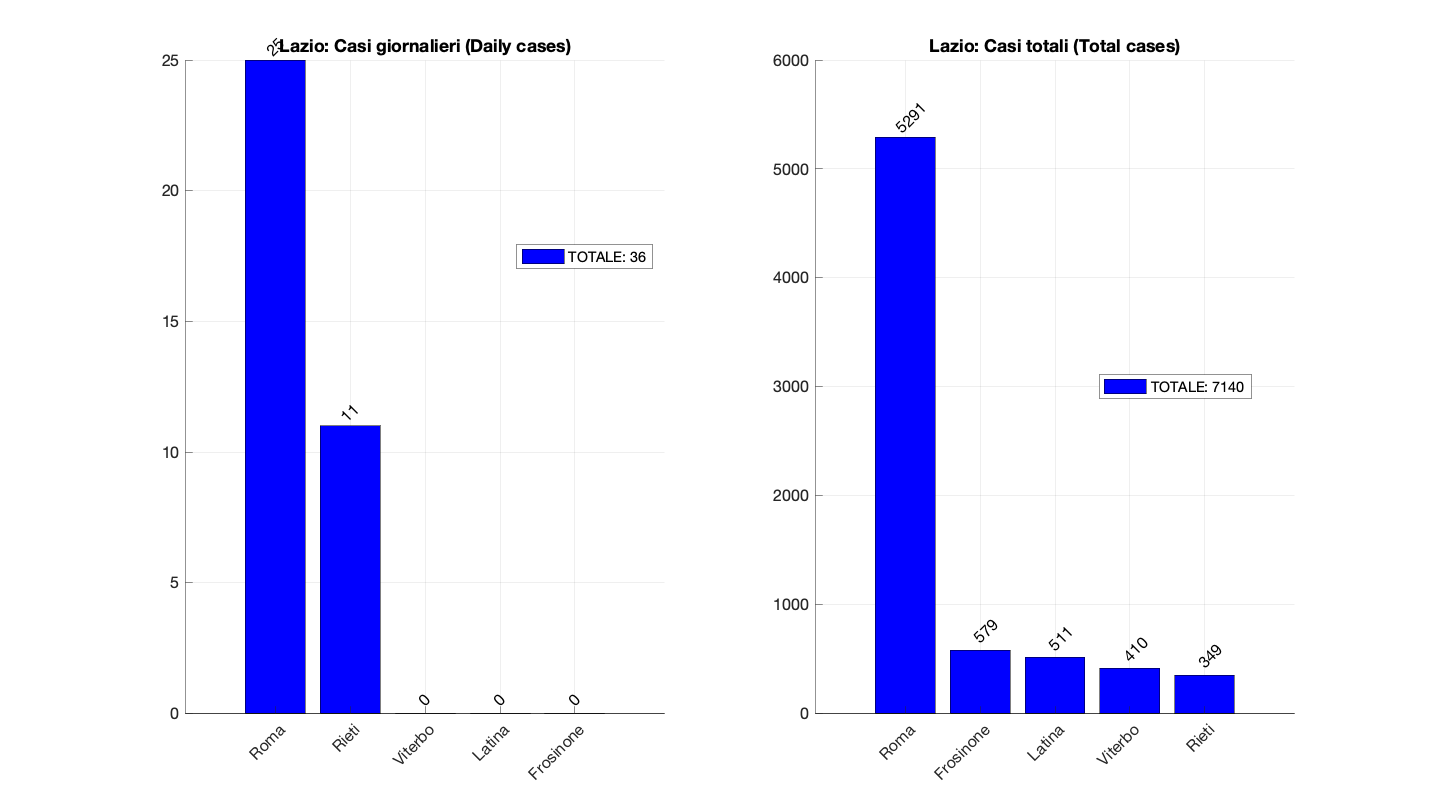 Lazio: Casi giornalieri (Daily cases)
25
25
20
15
10
5
0
11
0
0
0
TOTALE: 36
Roma
Rieti
Viterbo
Latina
Frosinone
Lazio: Casi totali (Total cases)
6000
5000
4000
3000
2000
1000
0
5291
579
511
410
349
TOTALE: 7140
Roma
Frosinone
Latina
Viterbo
Rieti